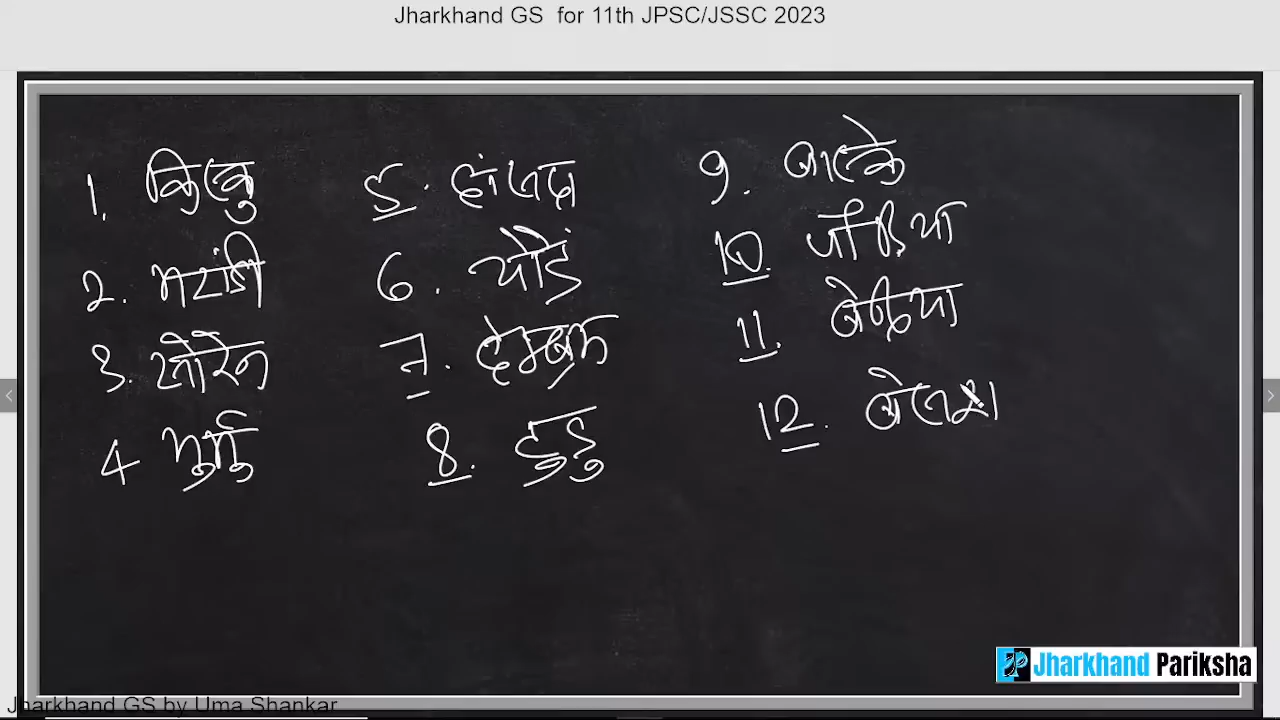 Jharkhand GS for 11th JPSC/JSSC 2023
1. किस्कु
2. मरांडी
3. सोरेन
4 मुर्मु
5. हांसदा
6. चौंडे
7. हेम्ब्रम
8. टुडु
9. बास्के
10. पौड़िया
11. बेदिया
12. बेसरा
Jharkhand Pariksha
Jharkhand GS by Uma Shankar